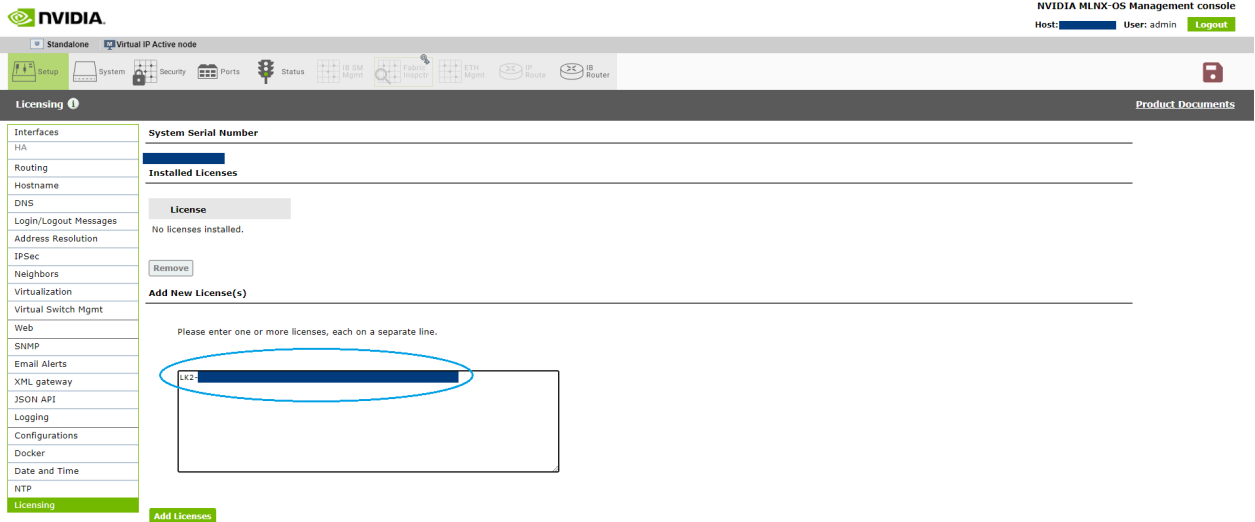 NVIDIA MLNX-OS Management console
NVIDIA.
Host: User: admin Logout
Standalone Virtual IP Active node
Setup System Security Ports Status IB SM Mgmt Fabric Inspctr ETH Mgmt IP Route IB Router
Licensing Product Documents
Interfaces
HA
Routing
Hostname
DNS
Login/Logout Messages
Address Resolution
IPSec
Neighbors
Virtualization
Virtual Switch Mgmt
Web
SNMP
Email Alerts
XML gateway
JSON API
Logging
Configurations
Docker
Date and Time
NTP
Licensing
System Serial Number
Installed Licenses
License
No licenses installed.
Remove
Add New License(s)
Please enter one or more licenses, each on a separate line.
LK2-
Add Licenses